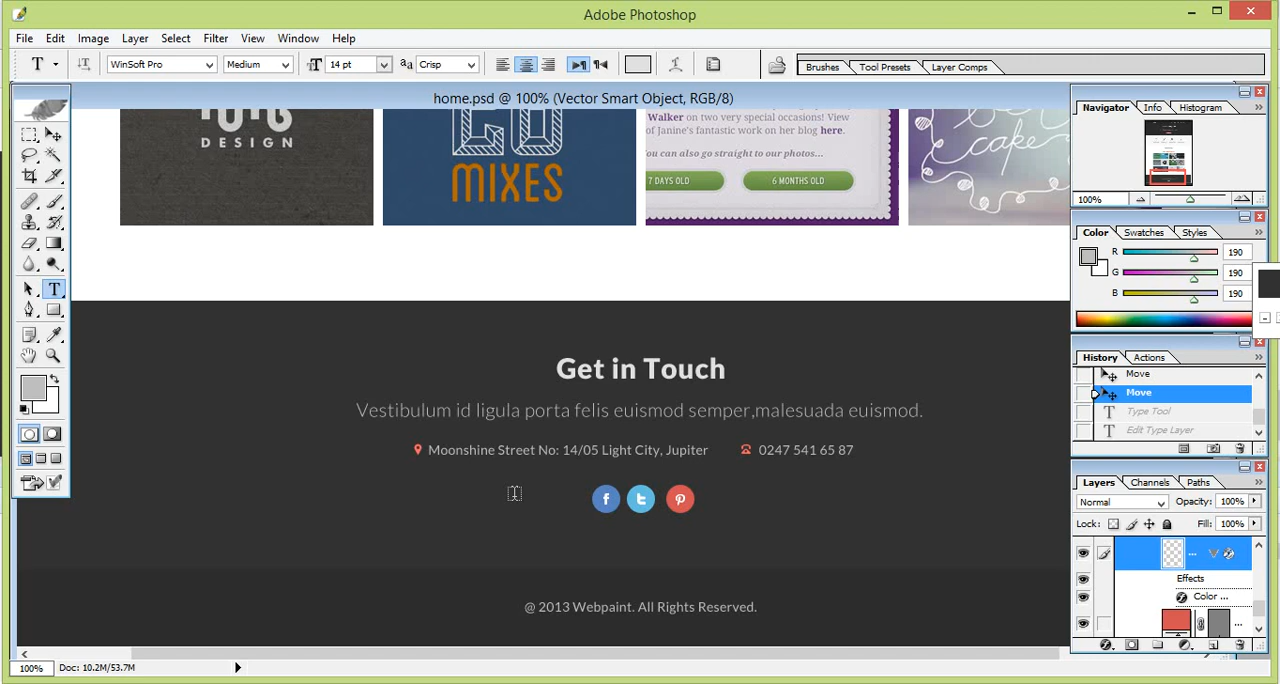 Adobe Photoshop
File Edit Image Layer Select Filter View Window Help
T WinSoft Pro Medium 14 pt Crisp Brushes Tool Presets Layer Comps
home.psd @ 100% (Vector Smart Object, RGB/8)
Navigator Info Histogram
100%
Color Swatches Styles
R 190
G 190
B 190
History Actions
Move
Move
Type Tool
Edit Type Layer
Layers Channels Paths
Normal Opacity: 100%
Lock: Fill: 100%
Effects
Color ...
DESIGN
MIXES
Walker on two very special occasions! View
of Janine's fantastic work on her blog here.
You can also go straight to our photos...
7 DAYS OLD 6 MONTHS OLD
cake
Get in Touch
Vestibulum id ligula porta felis euismod semper,malesuada euismod.
Moonshine Street No: 14/05 Light City, Jupiter 0247 541 65 87
@ 2013 Webpaint. All Rights Reserved.
100% Doc: 10.2M/53.7M